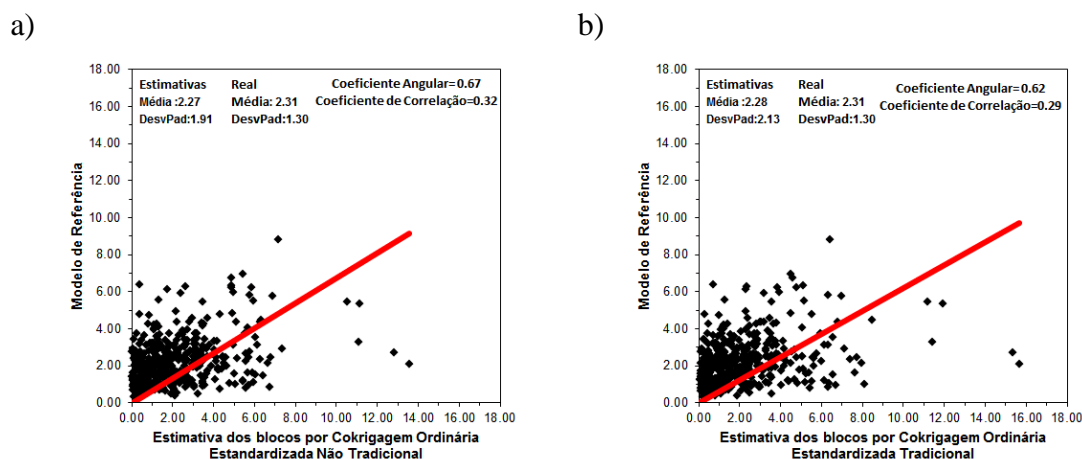 a)
b)
Estimativas Real
Média :2.27 Média: 2.31
DesvPad:1.91 DesvPad:1.30
Coeficiente Angular=0.67
Coeficiente de Correlação=0.32
18.00
16.00
14.00
12.00
10.00
8.00
6.00
4.00
2.00
0.00
Modelo de Referência
0.00 2.00 4.00 6.00 8.00 10.00 12.00 14.00 16.00 18.00
Estimativa dos blocos por Cokrigagem Ordinária
Estandardizada Não Tradicional
Estimativas Real
Média :2.28 Média: 2.31
DesvPad:2.13 DesvPad:1.30
Coeficiente Angular=0.62
Coeficiente de Correlação=0.29
18.00
16.00
14.00
12.00
10.00
8.00
6.00
4.00
2.00
0.00
Modelo de Referência
0.00 2.00 4.00 6.00 8.00 10.00 12.00 14.00 16.00 18.00
Estimativa dos blocos por Cokrigagem Ordinária
Estandardizada Tradicional